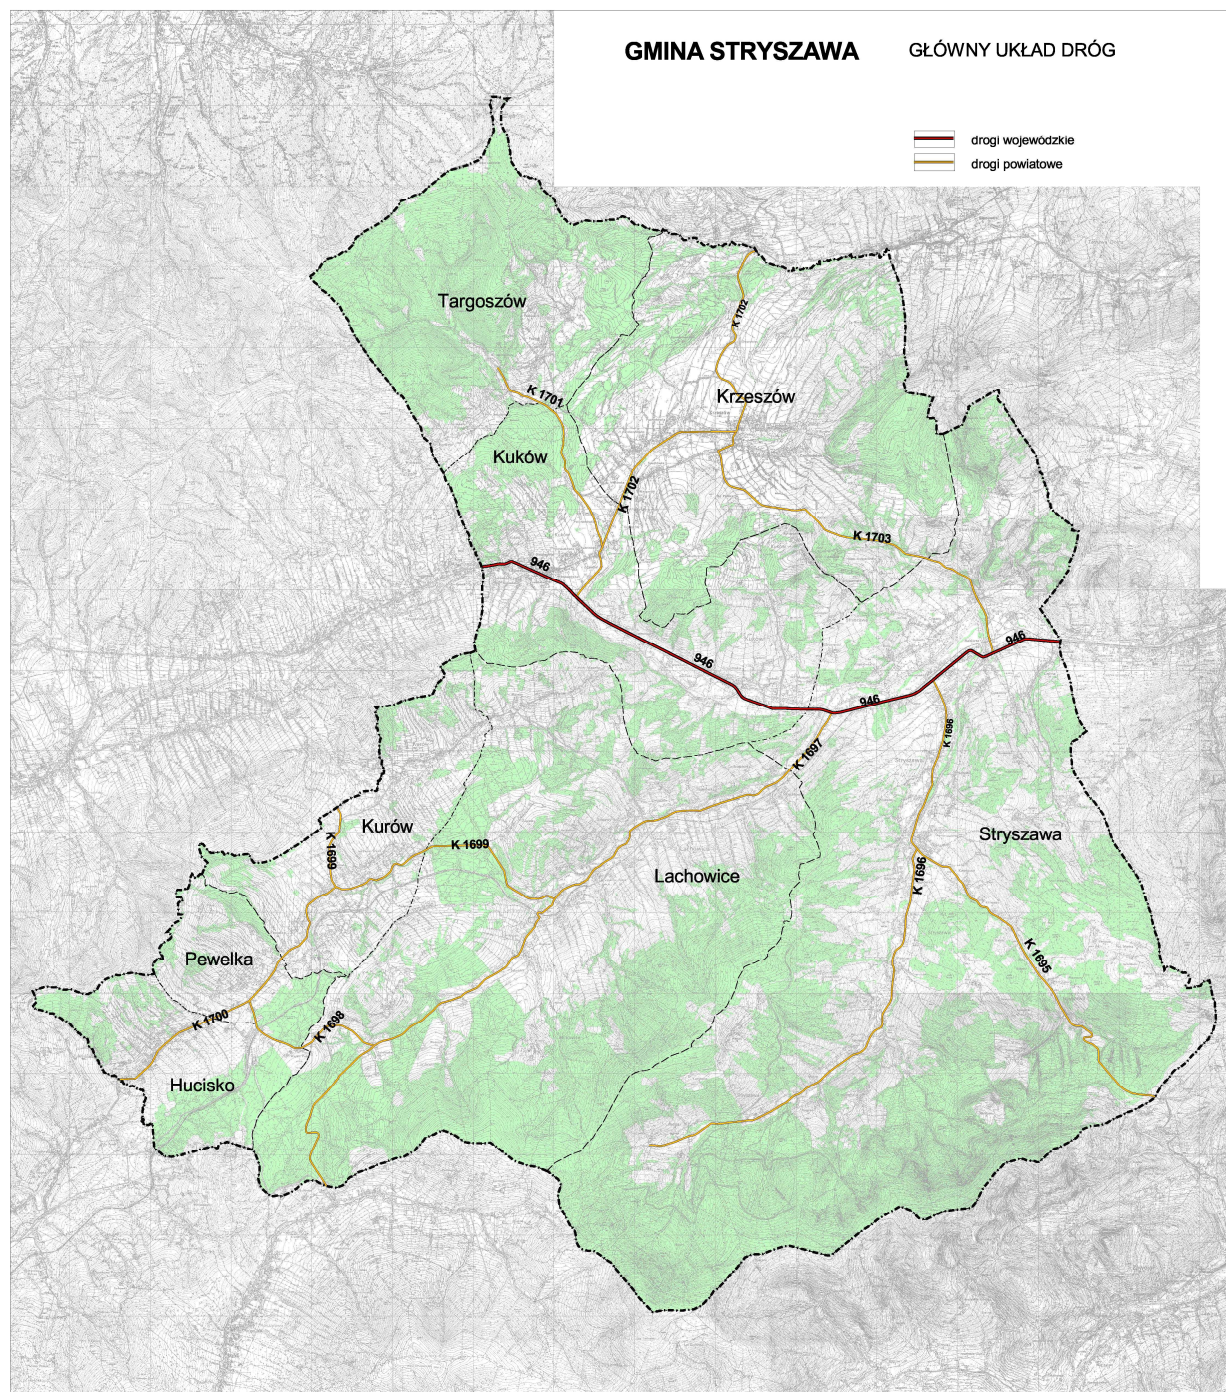 GMINA STRYSZAWA
GŁÓWNY UKŁAD DRÓG
drogi wojewódzkie
drogi powiatowe
Targoszów
K 1702
K 1701
Krzeszów
Kuków
K 1702
K 1703
946
946
946
946
K 1696
K 1697
Kurów
K 1699
K 1699
Stryszawa
Lachowice
K 1696
Pewelka
K 1695
K 1700
K 1698
Hucisko